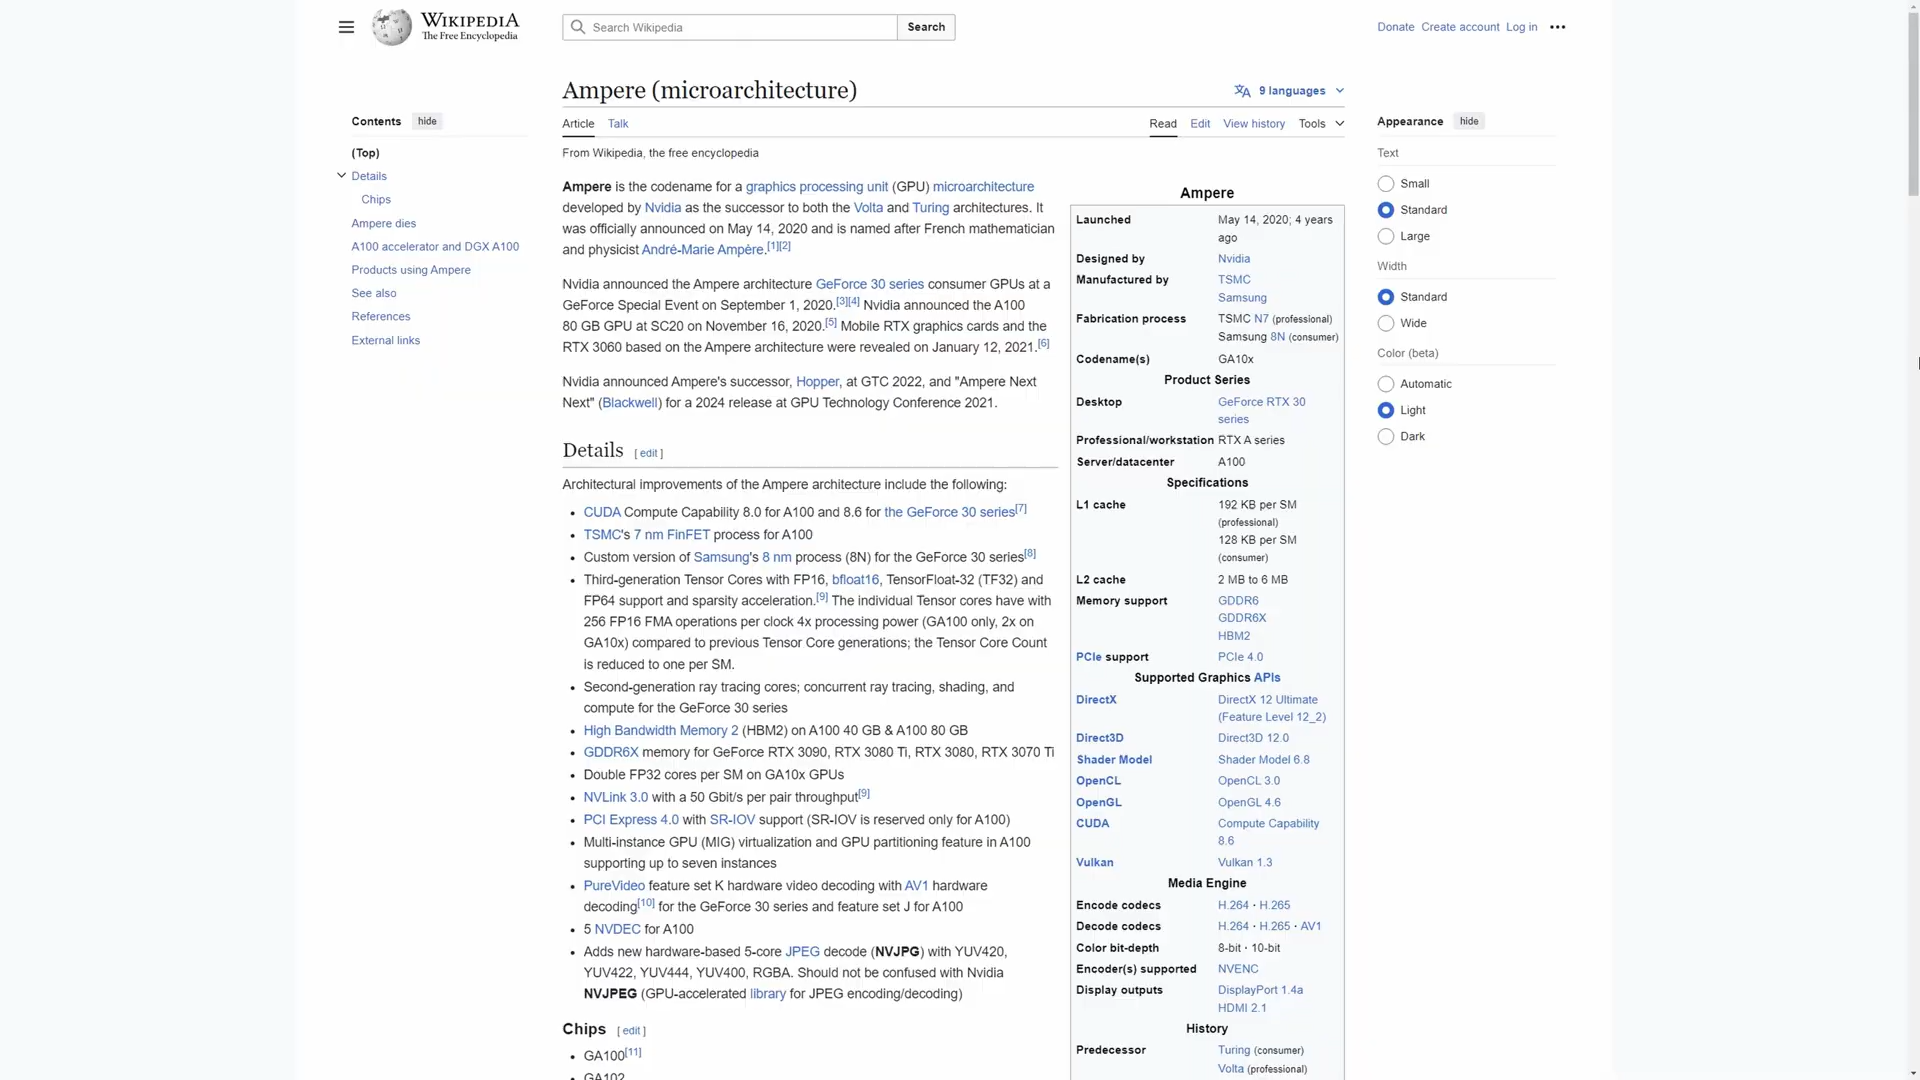 WIKIPEDIA
The Free Encyclopedia
Search Wikipedia
Search
Donate Create account Log in
Ampere (microarchitecture)
9 languages
Article Talk
Read Edit View history Tools
From Wikipedia, the free encyclopedia
Contents hide
(Top)
Details
Chips
Ampere dies
A100 accelerator and DGX A100
Products using Ampere
See also
References
External links
Ampere is the codename for a graphics processing unit (GPU) microarchitecture
developed by Nvidia as the successor to both the Volta and Turing architectures. It
was officially announced on May 14, 2020 and is named after French mathematician
and physicist André-Marie Ampère.[1][2]
Nvidia announced the Ampere architecture GeForce 30 series consumer GPUs at a
GeForce Special Event on September 1, 2020.[3][4] Nvidia announced the A100
80 GB GPU at SC20 on November 16, 2020.[5] Mobile RTX graphics cards and the
RTX 3060 based on the Ampere architecture were revealed on January 12, 2021.[6]
Nvidia announced Ampere's successor, Hopper, at GTC 2022, and "Ampere Next
Next" (Blackwell) for a 2024 release at GPU Technology Conference 2021.
Details [ edit ]
Architectural improvements of the Ampere architecture include the following:
• CUDA Compute Capability 8.0 for A100 and 8.6 for the GeForce 30 series[7]
• TSMC's 7 nm FinFET process for A100
• Custom version of Samsung's 8 nm process (8N) for the GeForce 30 series[8]
• Third-generation Tensor Cores with FP16, bfloat16, TensorFloat-32 (TF32) and
FP64 support and sparsity acceleration.[9] The individual Tensor cores have with
256 FP16 FMA operations per clock 4x processing power (GA100 only, 2x on
GA10x) compared to previous Tensor Core generations; the Tensor Core Count
is reduced to one per SM.
• Second-generation ray tracing cores; concurrent ray tracing, shading, and
compute for the GeForce 30 series
• High Bandwidth Memory 2 (HBM2) on A100 40 GB & A100 80 GB
• GDDR6X memory for GeForce RTX 3090, RTX 3080 Ti, RTX 3080, RTX 3070 Ti
• Double FP32 cores per SM on GA10x GPUs
• NVLink 3.0 with a 50 Gbit/s per pair throughput[9]
• PCI Express 4.0 with SR-IOV support (SR-IOV is reserved only for A100)
• Multi-instance GPU (MIG) virtualization and GPU partitioning feature in A100
supporting up to seven instances
• PureVideo feature set K hardware video decoding with AV1 hardware
decoding[10] for the GeForce 30 series and feature set J for A100
• 5 NVDEC for A100
• Adds new hardware-based 5-core JPEG decode (NVJPG) with YUV420,
YUV422, YUV444, YUV400, RGBA. Should not be confused with Nvidia
NVJPEG (GPU-accelerated library for JPEG encoding/decoding)
Chips [ edit ]
• GA100[11]
• GA102
Ampere
Launched May 14, 2020; 4 years
ago
Designed by Nvidia
Manufactured by TSMC
Samsung
Fabrication process TSMC N7 (professional)
Samsung 8N (consumer)
Codename(s) GA10x
Product Series
Desktop GeForce RTX 30
series
Professional/workstation RTX A series
Server/datacenter A100
Specifications
L1 cache 192 KB per SM
(professional)
128 KB per SM
(consumer)
L2 cache 2 MB to 6 MB
Memory support GDDR6
GDDR6X
HBM2
PCIe support PCIe 4.0
Supported Graphics APIs
DirectX DirectX 12 Ultimate
(Feature Level 12_2)
Direct3D Direct3D 12.0
Shader Model Shader Model 6.8
OpenCL OpenCL 3.0
OpenGL OpenGL 4.6
CUDA Compute Capability
8.6
Vulkan Vulkan 1.3
Media Engine
Encode codecs H.264 · H.265
Decode codecs H.264 · H.265 · AV1
Color bit-depth 8-bit · 10-bit
Encoder(s) supported NVENC
Display outputs DisplayPort 1.4a
HDMI 2.1
History
Predecessor Turing (consumer)
Volta (professional)
Appearance hide
Text
Small
Standard
Large
Width
Standard
Wide
Color (beta)
Automatic
Light
Dark